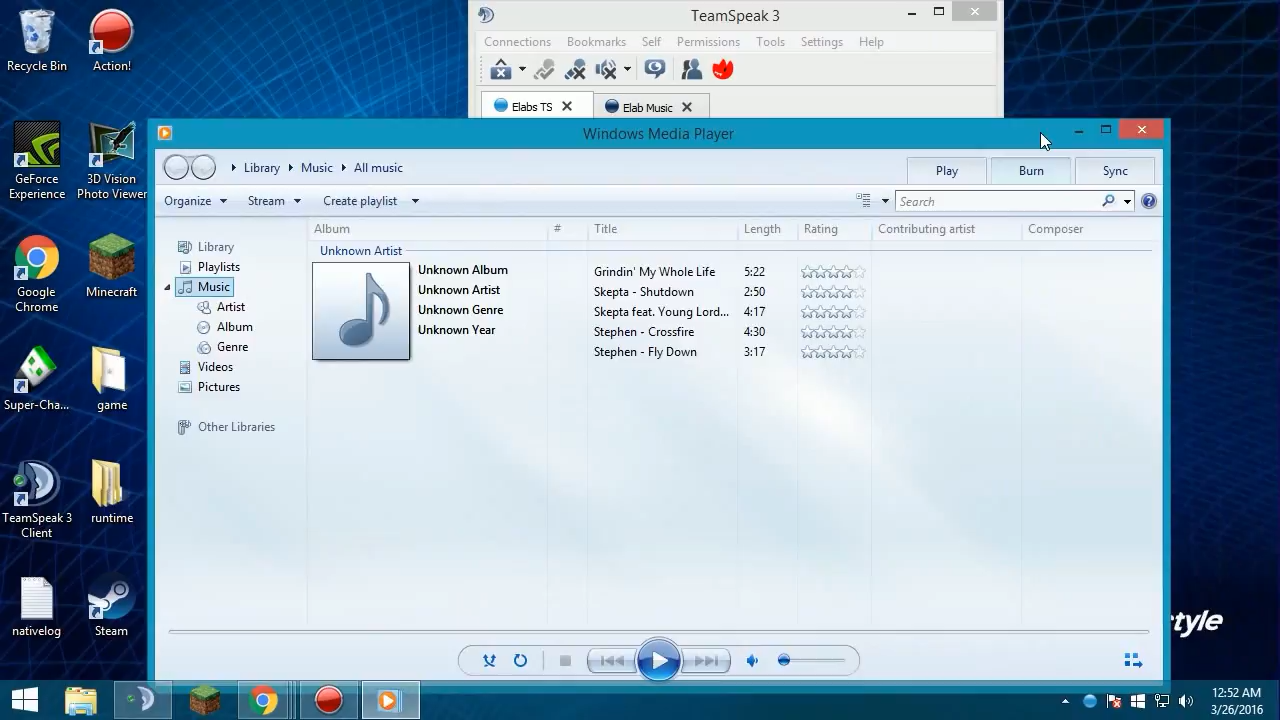 Recycle Bin
Action!
GeForce
Experience
3D Vision
Photo Viewer
Google
Chrome
Minecraft
Super-Cha...
game
TeamSpeak 3
Client
runtime
nativelog
Steam
TeamSpeak 3
Connections Bookmarks Self Permissions Tools Settings Help
Elabs TS Elab Music
Windows Media Player
Library Music All music
Play Burn Sync
Organize Stream Create playlist
Search
Library
Playlists
Music
Artist
Album
Genre
Videos
Pictures
Other Libraries
Album # Title Length Rating Contributing artist Composer
Unknown Artist
Unknown Album
Unknown Artist
Unknown Genre
Unknown Year
Grindin' My Whole Life 5:22
Skepta - Shutdown 2:50
Skepta feat. Young Lord... 4:17
Stephen - Crossfire 4:30
Stephen - Fly Down 3:17
style
12:52 AM
3/26/2016